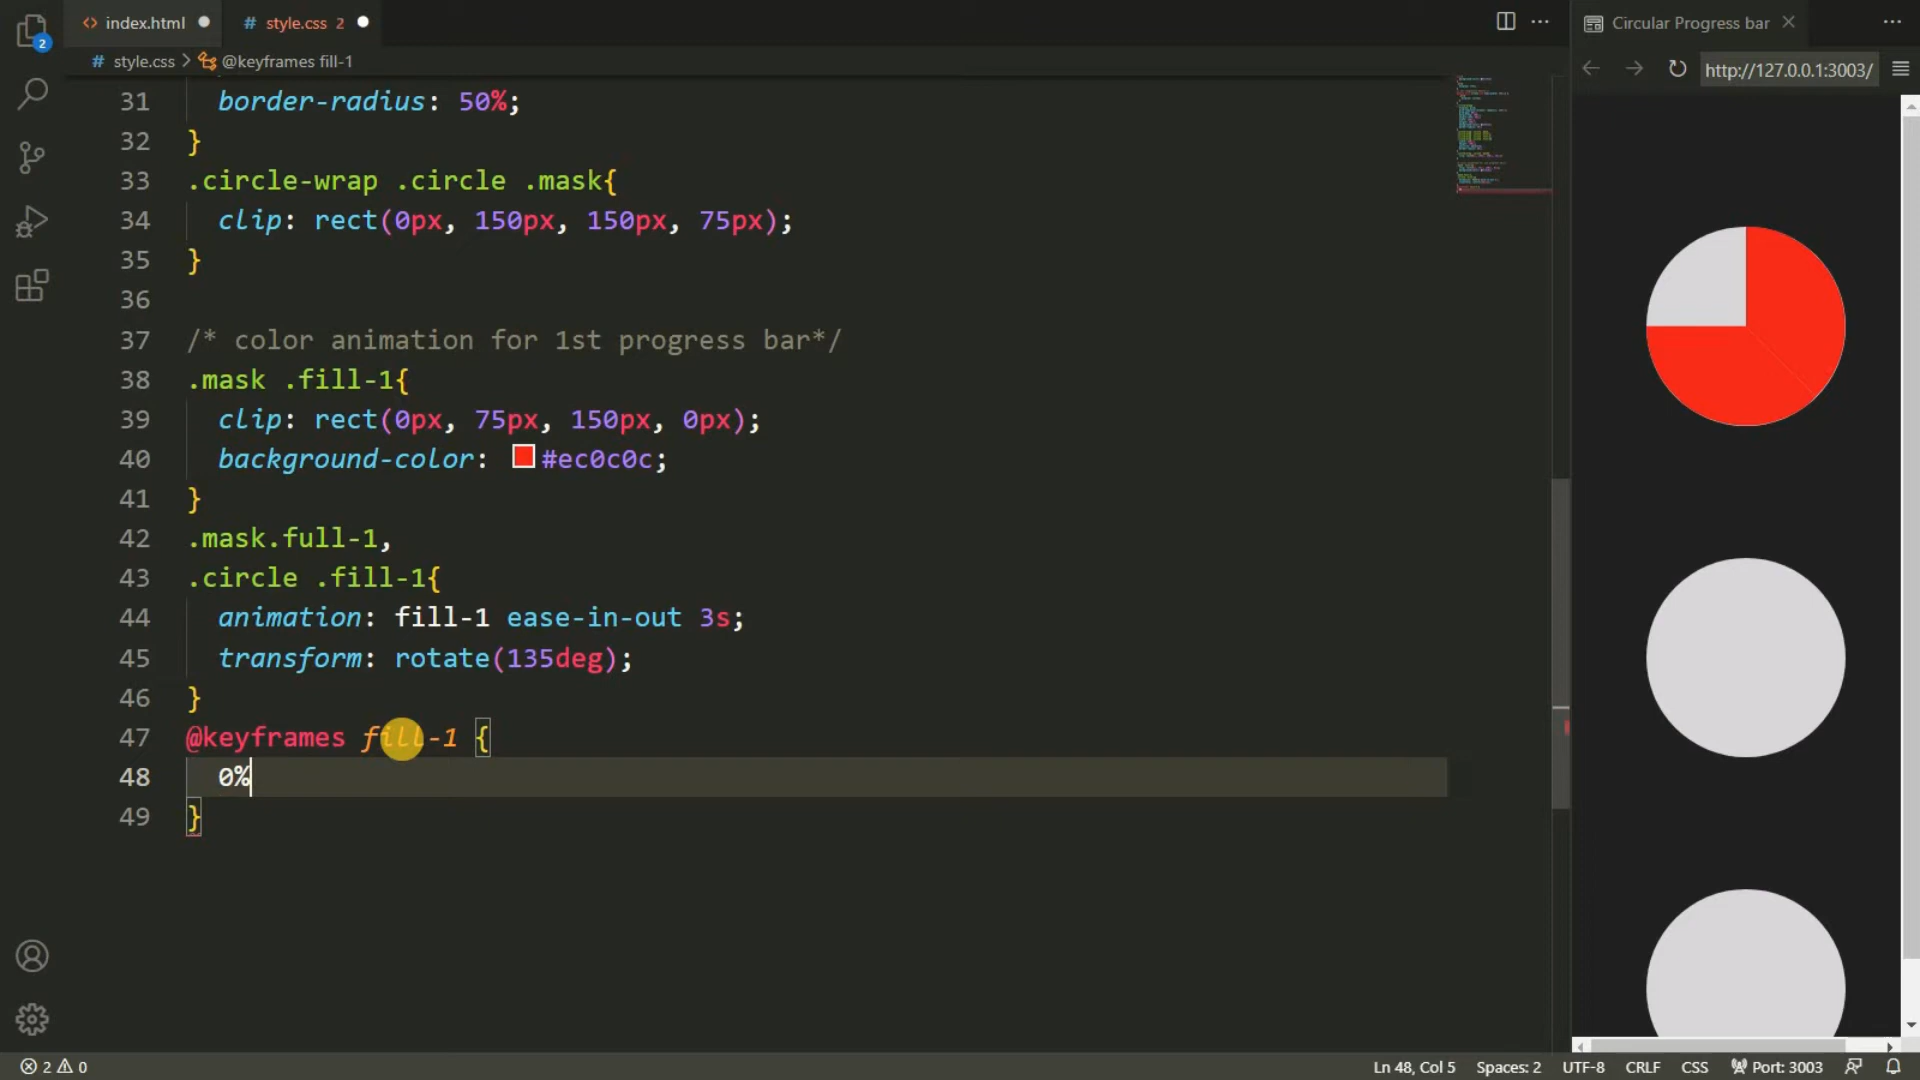 index.html
style.css 2
Circular Progress bar
style.css > @keyframes fill-1
http://127.0.0.1:3003/
2
31 border-radius: 50%;
32 }
33 .circle-wrap .circle .mask{
34 clip: rect(0px, 150px, 150px, 75px);
35 }
36
37 /* color animation for 1st progress bar*/
38 .mask .fill-1{
39 clip: rect(0px, 75px, 150px, 0px);
40 background-color: #ec0c0c;
41 }
42 .mask.full-1,
43 .circle .fill-1{
44 animation: fill-1 ease-in-out 3s;
45 transform: rotate(135deg);
46 }
47 @keyframes fill-1 {
48 0%
49 }
2 0
Ln 48, Col 5 Spaces: 2 UTF-8 CRLF CSS Port: 3003